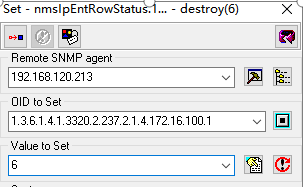 Set - nmsIpEntRowStatus.1... - destroy(6)
Remote SNMP agent
192.168.120.213
OID to Set
1.3.6.1.4.1.3320.2.237.2.1.4.172.16.100.1
Value to Set
6